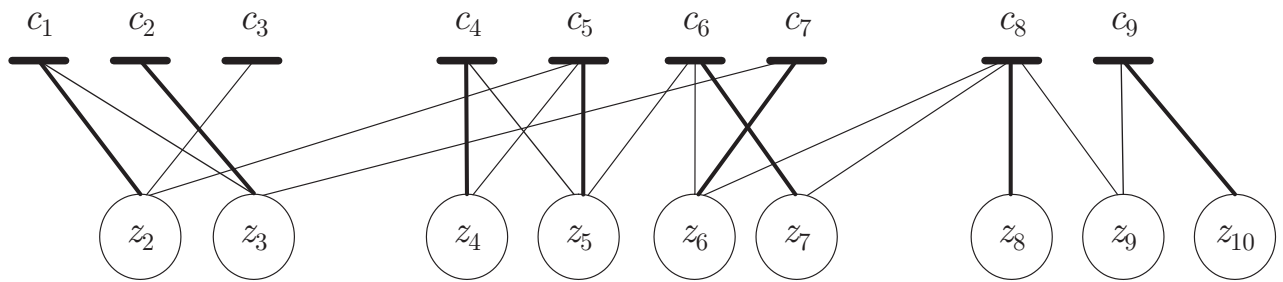 c₁ c₂ c₃ c₄ c₅ c₆ c₇ c₈ c₉
z₂ z₃ z₄ z₅ z₆ z₇ z₈ z₉ z₁₀